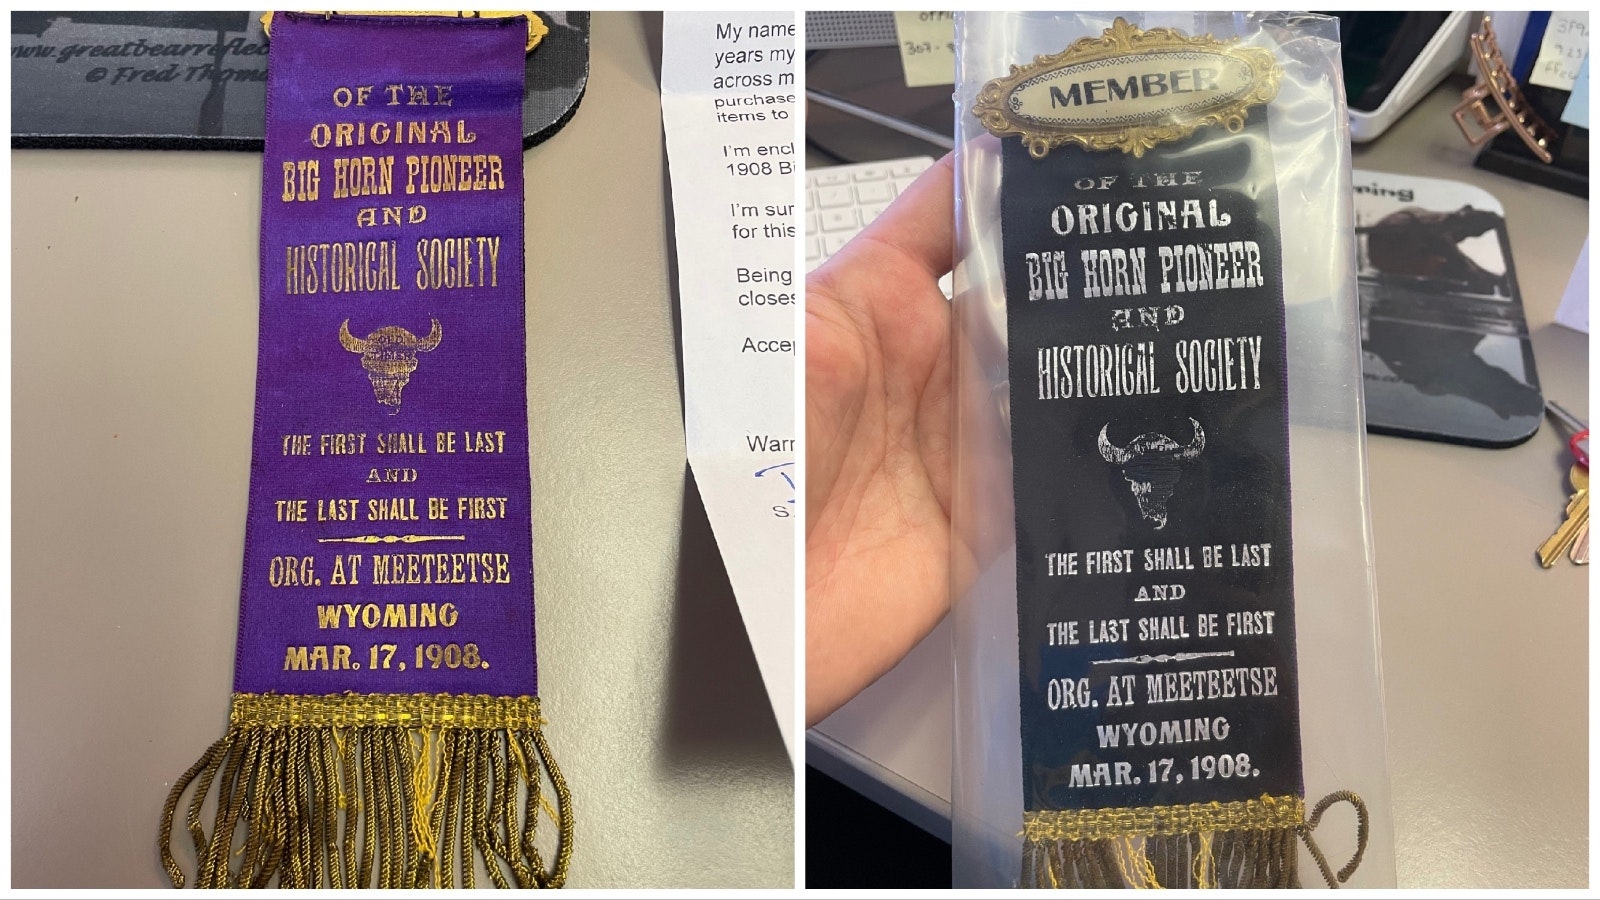 www.greatbearreflec
© Fred Thom
OF THE
ORIGINAL
BIG HORN PIONEER
AND
HISTORICAL SOCIETY
OLD
TIMER
THE FIRST SHALL BE LAST
AND
THE LAST SHALL BE FIRST
ORG. AT MEETEETSE
WYOMING
MAR. 17, 1908.
My name
years my
across m
purchase
items to
I'm encl
1908 Bi
I'm sur
for this
Being
closes
Accep
Warr
MEMBER
OF THE
ORIGINAL
BIG HORN PIONEER
AND
HISTORICAL SOCIETY
THE FIRST SHALL BE LAST
AND
THE LAST SHALL BE FIRST
ORG. AT MEETEETSE
WYOMING
MAR. 17, 1908.